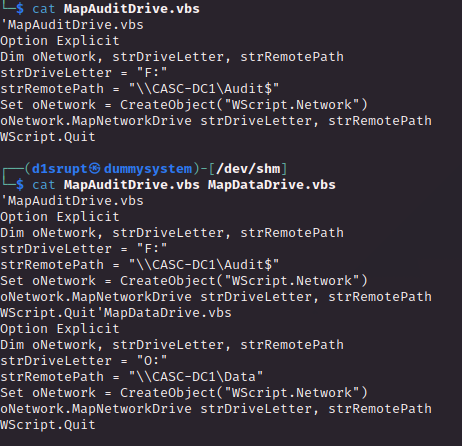 └─$ cat MapAuditDrive.vbs
'MapAuditDrive.vbs
Option Explicit
Dim oNetwork, strDriveLetter, strRemotePath
strDriveLetter = "F:"
strRemotePath = "\\CASC-DC1\Audit$"
Set oNetwork = CreateObject("WScript.Network")
oNetwork.MapNetworkDrive strDriveLetter, strRemotePath
WScript.Quit
┌──(d1srupt㉿dummysystem)-[/dev/shm]
└─$ cat MapAuditDrive.vbs MapDataDrive.vbs
'MapAuditDrive.vbs
Option Explicit
Dim oNetwork, strDriveLetter, strRemotePath
strDriveLetter = "F:"
strRemotePath = "\\CASC-DC1\Audit$"
Set oNetwork = CreateObject("WScript.Network")
oNetwork.MapNetworkDrive strDriveLetter, strRemotePath
WScript.Quit'MapDataDrive.vbs
Option Explicit
Dim oNetwork, strDriveLetter, strRemotePath
strDriveLetter = "O:"
strRemotePath = "\\CASC-DC1\Data"
Set oNetwork = CreateObject("WScript.Network")
oNetwork.MapNetworkDrive strDriveLetter, strRemotePath
WScript.Quit